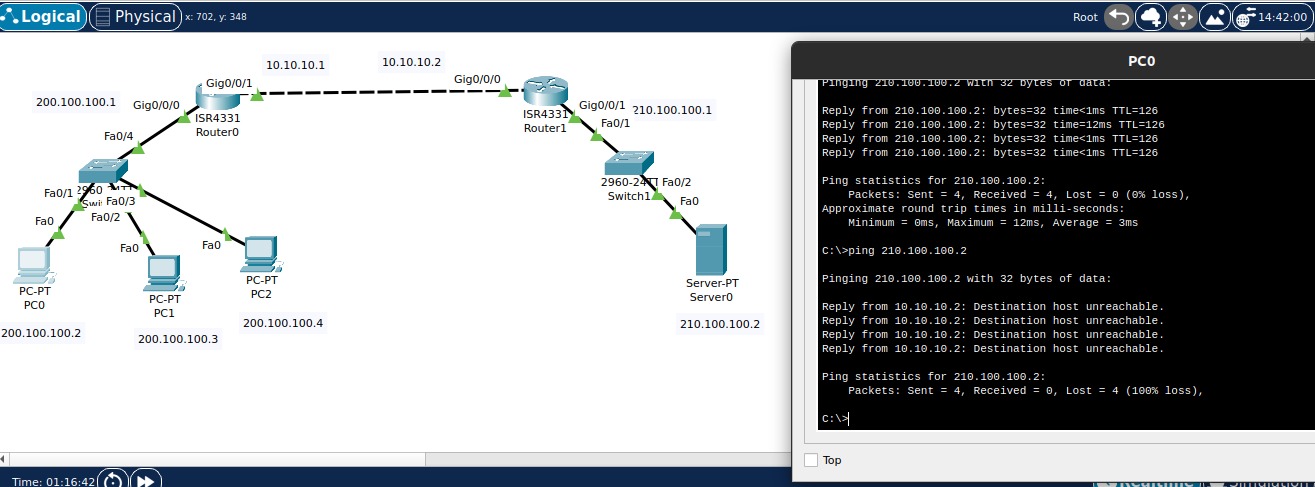 Logical
Physical
x: 702, y: 348
Root
14:42:00
10.10.10.1
10.10.10.2
Gig0/0/1
Gig0/0/0
200.100.100.1
Gig0/0/0
ISR4331
Router0
ISR4331
Router1
Gig0/0/1
210.100.100.1
Fa0/1
Fa0/4
2960-24TT
Switch1
Fa0/2
Fa0
Fa0/1
2960
Fa0/3
Fa0/2
Fa0
Fa0
Fa0
PC-PT
PC0
PC-PT
PC1
PC-PT
PC2
Server-PT
Server0
200.100.100.2
200.100.100.3
200.100.100.4
210.100.100.2
Time: 01:16:42
PC0
Pinging 210.100.100.2 with 32 bytes of data:
Reply from 210.100.100.2: bytes=32 time<1ms TTL=126
Reply from 210.100.100.2: bytes=32 time=12ms TTL=126
Reply from 210.100.100.2: bytes=32 time<1ms TTL=126
Reply from 210.100.100.2: bytes=32 time<1ms TTL=126
Ping statistics for 210.100.100.2:
Packets: Sent = 4, Received = 4, Lost = 0 (0% loss),
Approximate round trip times in milli-seconds:
Minimum = 0ms, Maximum = 12ms, Average = 3ms
C:\>ping 210.100.100.2
Pinging 210.100.100.2 with 32 bytes of data:
Reply from 10.10.10.2: Destination host unreachable.
Reply from 10.10.10.2: Destination host unreachable.
Reply from 10.10.10.2: Destination host unreachable.
Reply from 10.10.10.2: Destination host unreachable.
Ping statistics for 210.100.100.2:
Packets: Sent = 4, Received = 0, Lost = 4 (100% loss),
C:\>
Top
Realtime
Simulation